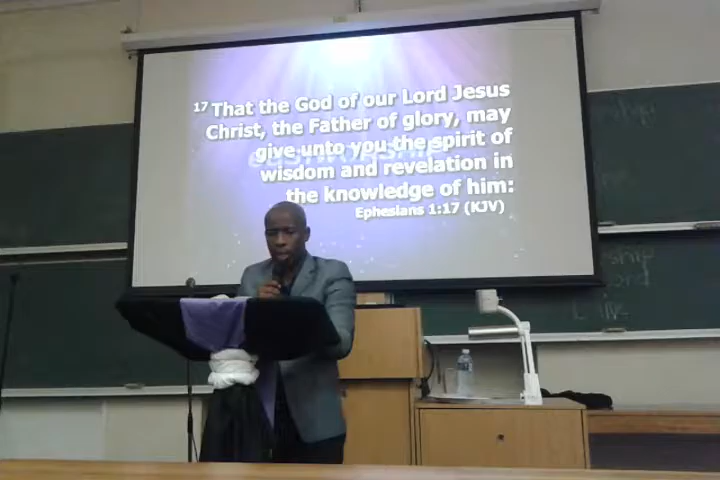 17 That the God of our Lord Jesus
Christ, the Father of glory, may
give unto you the spirit of
wisdom and revelation in
the knowledge of him:
Ephesians 1:17 (KJV)